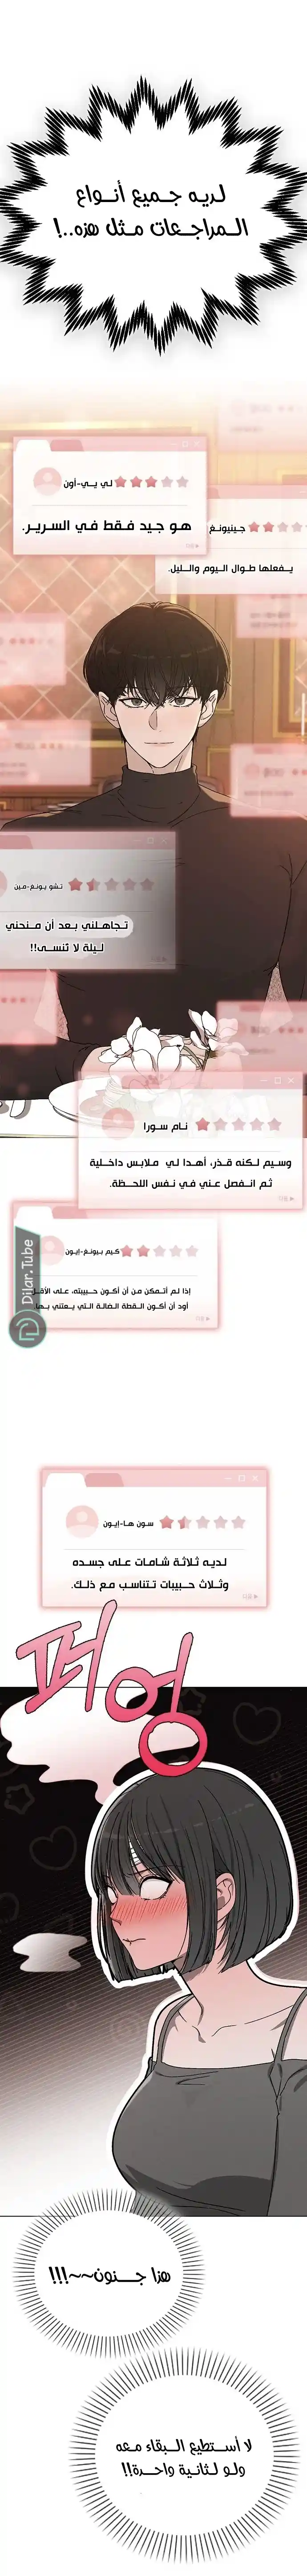 لديه جميع أنواع
المراجعات مثل هذه..!
لي يي-أون
هو جيد فقط في السرير.
جينيونغ
يفعلها طوال اليوم والليل.
تشو يونغ-مين
تجاهلني بعد أن منحني
ليلة لا تُنسى!!
نام سورا
وسيم لكنه قذر، أهدا لي ملابس داخلية
ثم انفصل عني في نفس اللحظة.
كيم بيونغ-إيون
إذا لم أتمكن من أن أكون حبيبته، على الأقل
أود أن أكون القطة الضالة التي يعتني بها
Dilar.Tube
سون ها-إيون
لديه ثلاثة شامات على جسده
وثلاث حبيبات تتناسب مع ذلك.
펑
هذا جنون~~!!!
لا أستطيع البقاء معه
ولو لثانية واحدة!!